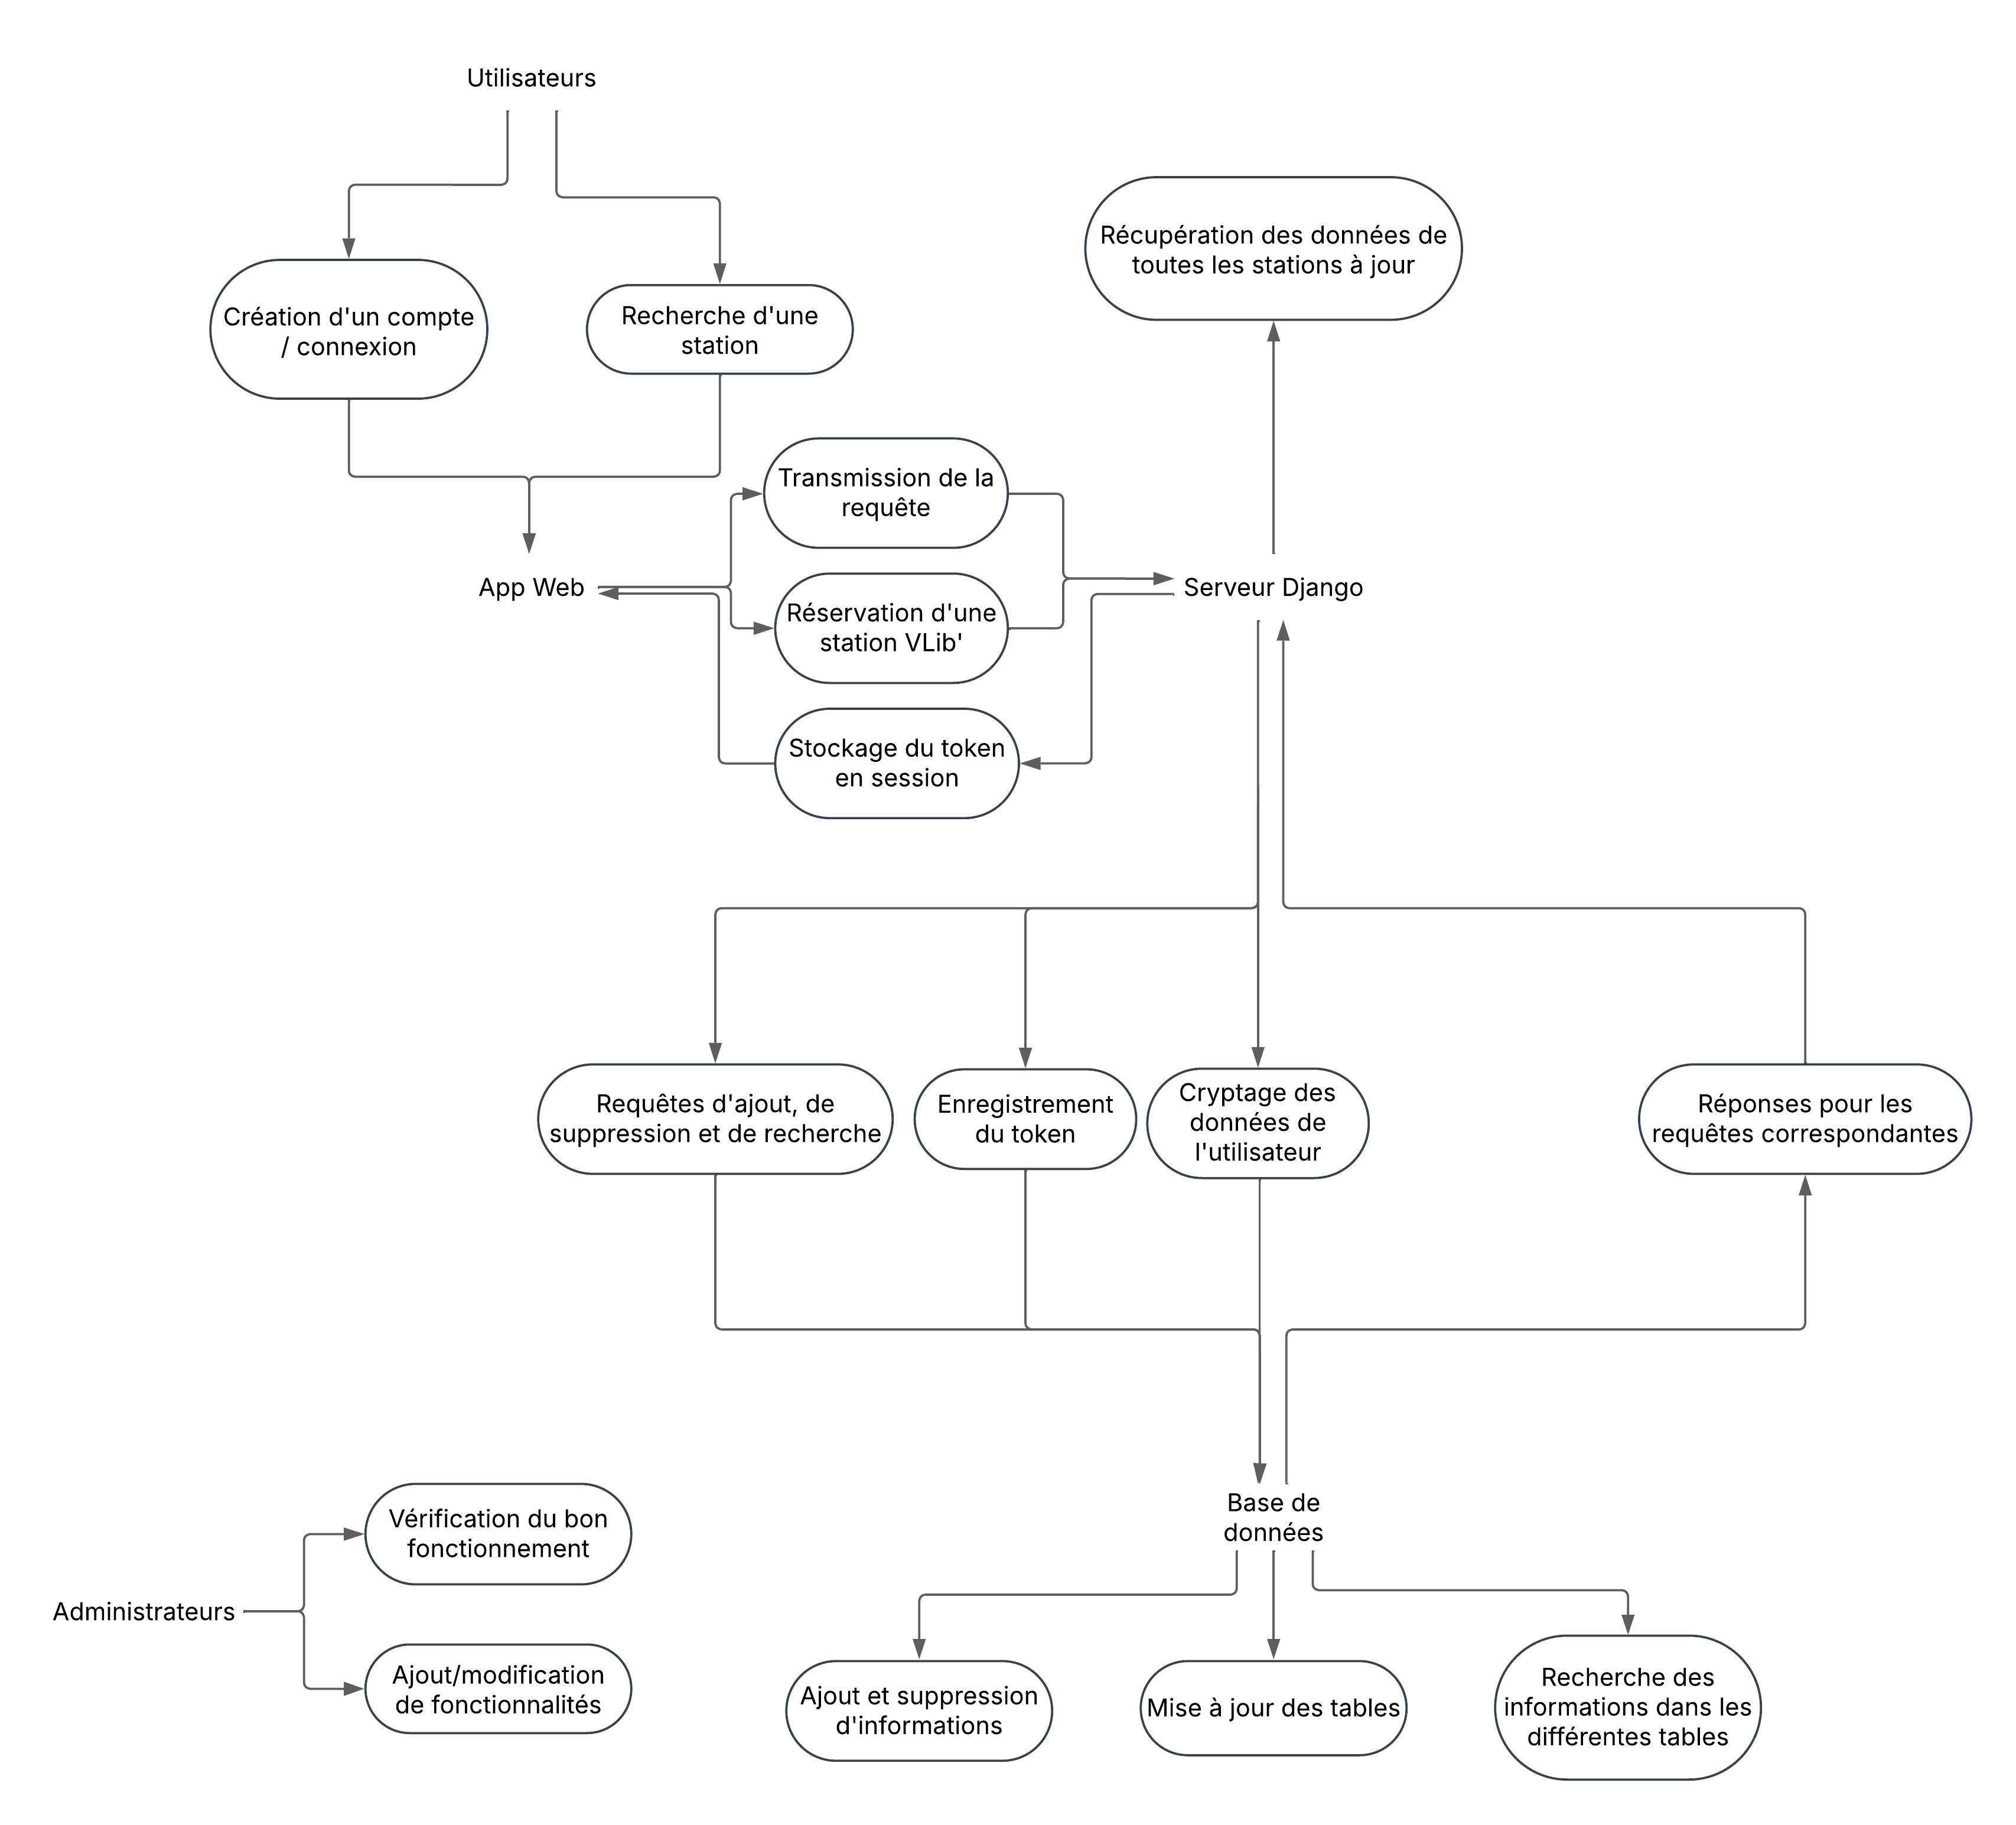 Utilisateurs
Récupération des données de
toutes les stations à jour
Création d'un compte
/ connexion
Recherche d'une
station
Transmission de la
requête
App Web
Serveur Django
Réservation d'une
station VLib'
Stockage du token
en session
Requêtes d'ajout, de
suppression et de recherche
Enregistrement
du token
Cryptage des
données de
l'utilisateur
Réponses pour les
requêtes correspondantes
Base de
données
Vérification du bon
fonctionnement
Administrateurs
Ajout/modification
de fonctionnalités
Ajout et suppression
d'informations
Mise à jour des tables
Recherche des
informations dans les
différentes tables